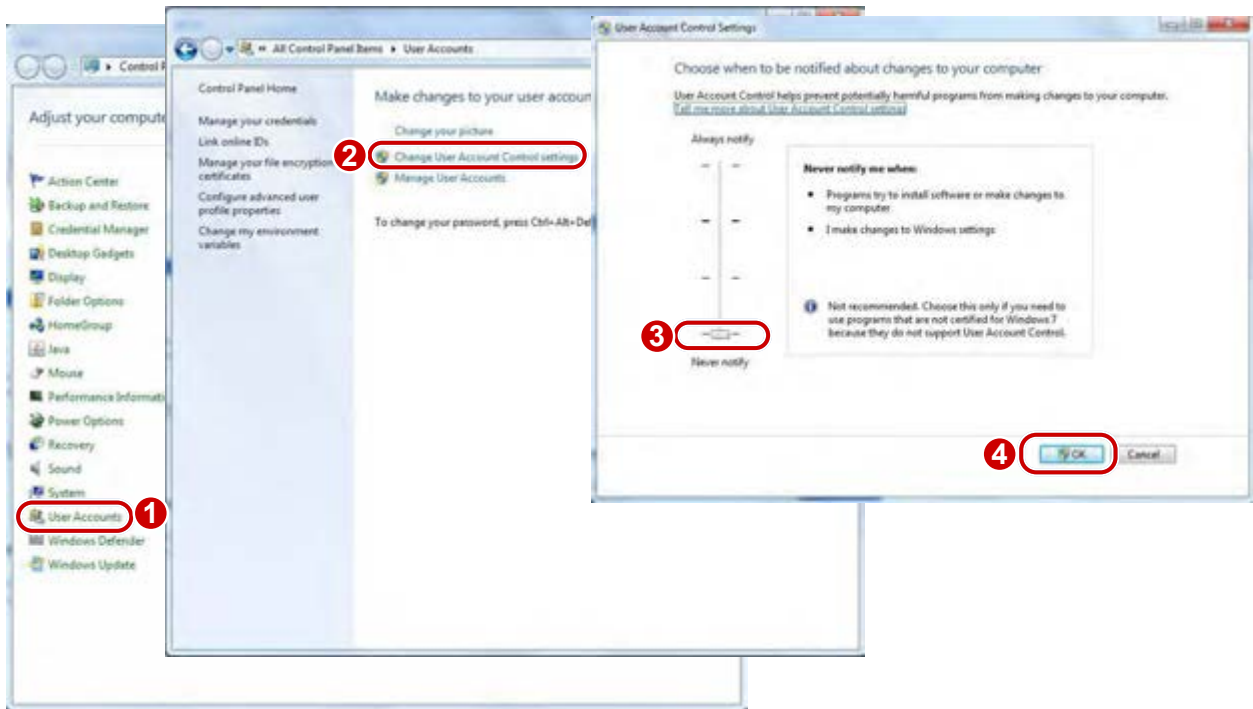 Control P
Adjust your compute
Action Center
Backup and Restore
Credential Manager
Desktop Gadgets
Display
Folder Options
HomeGroup
Java
Mouse
Performance Informati
Power Options
Recovery
Sound
System
User Accounts
1
Windows Defender
Windows Update
All Control Panel Items ▸ User Accounts
Control Panel Home
Manage your credentials
Link online IDs
Manage your file encryption
certificates
Configure advanced user
profile properties
Change my environment
variables
Make changes to your user accoun
Change your picture
2
Change User Account Control settings
Manage User Accounts
To change your password, press Ctrl+Alt+Del
User Account Control Settings
Choose when to be notified about changes to your computer
User Account Control helps prevent potentially harmful programs from making changes to your computer.
Tell me more about User Account Control settings
Always notify
Never notify me when:
• Programs try to install software or make changes to
my computer
• I make changes to Windows settings
Not recommended. Choose this only if you need to
use programs that are not certified for Windows 7
because they do not support User Account Control.
3
Never notify
4
OK
Cancel